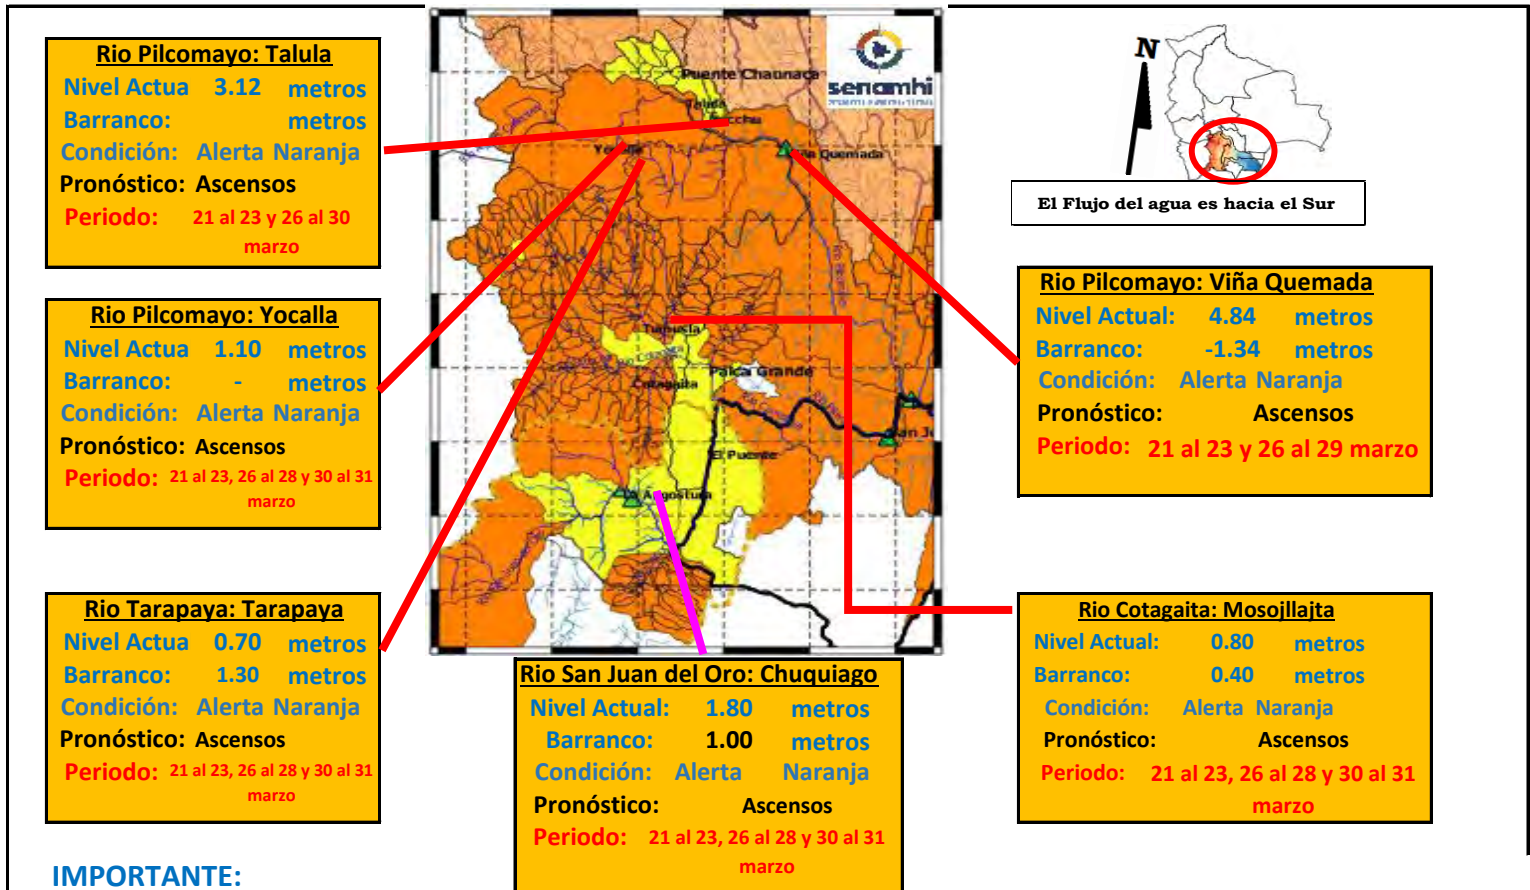 Rio Pilcomayo: Talula
Nivel Actua 3.12 metros
Barranco: metros
Condición: Alerta Naranja
Pronóstico: Ascensos
Periodo: 21 al 23 y 26 al 30
marzo
Rio Pilcomayo: Yocalla
Nivel Actua 1.10 metros
Barranco: - metros
Condición: Alerta Naranja
Pronóstico: Ascensos
Periodo: 21 al 23, 26 al 28 y 30 al 31
marzo
Rio Tarapaya: Tarapaya
Nivel Actua 0.70 metros
Barranco: 1.30 metros
Condición: Alerta Naranja
Pronóstico: Ascensos
Periodo: 21 al 23, 26 al 28 y 30 al 31
marzo
IMPORTANTE:
senamhi
Puente Chaunaca
Talula
Quemada
Tumusla
Cotagaita
Palca Grande
El Puente
Angostura
Rio San Juan del Oro: Chuquiago
Nivel Actual: 1.80 metros
Barranco: 1.00 metros
Condición: Alerta Naranja
Pronóstico: Ascensos
Periodo: 21 al 23, 26 al 28 y 30 al 31
marzo
N
El Flujo del agua es hacia el Sur
Rio Pilcomayo: Viña Quemada
Nivel Actual: 4.84 metros
Barranco: -1.34 metros
Condición: Alerta Naranja
Pronóstico: Ascensos
Periodo: 21 al 23 y 26 al 29 marzo
Rio Cotagaita: Mosojllajta
Nivel Actual: 0.80 metros
Barranco: 0.40 metros
Condición: Alerta Naranja
Pronóstico: Ascensos
Periodo: 21 al 23, 26 al 28 y 30 al 31
marzo